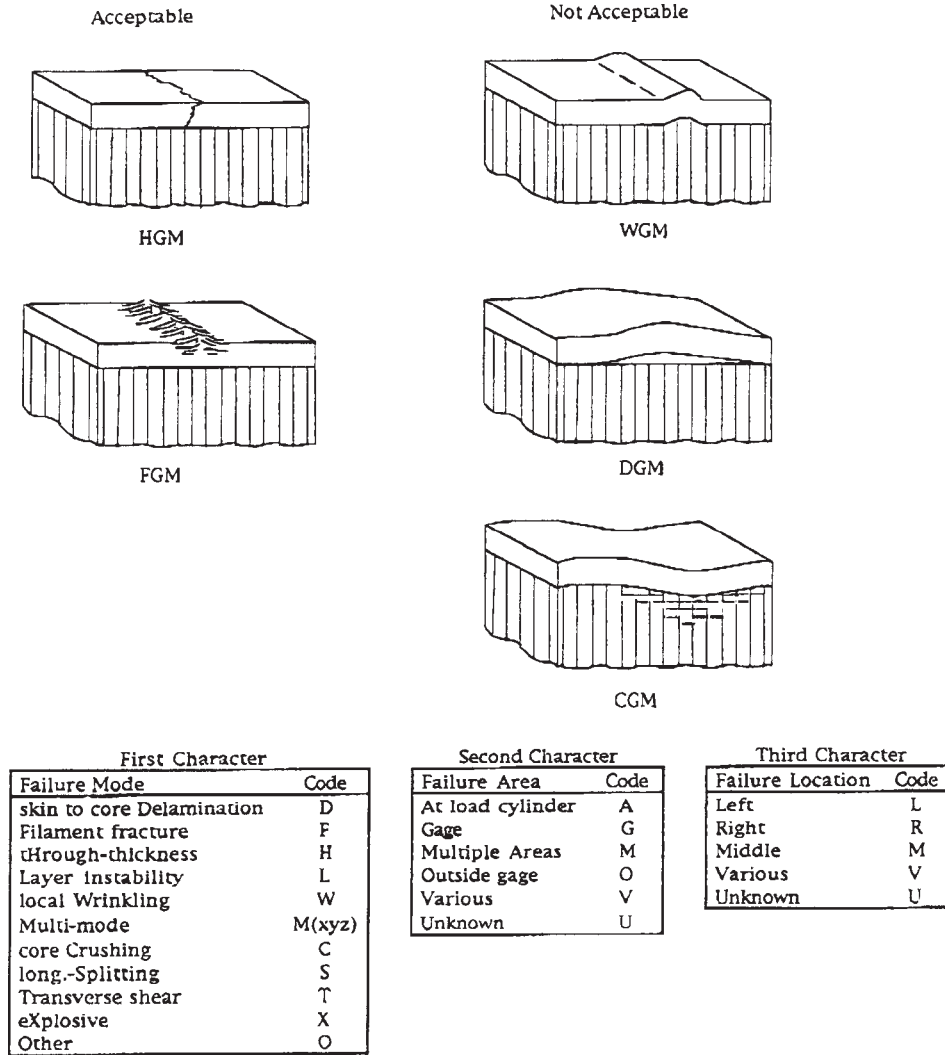 Acceptable
Not Acceptable
HGM
WGM
FGM
DGM
CGM
First Character
Failure Mode Code
skin to core Delamination D
Filament fracture F
tHrough-thickness H
Layer instability L
local Wrinkling W
Multi-mode M(xyz)
core Crushing C
long.-Splitting S
Transverse shear T
eXplosive X
Other O
Second Character
Failure Area Code
At load cylinder A
Gage G
Multiple Areas M
Outside gage O
Various V
Unknown U
Third Character
Failure Location Code
Left L
Right R
Middle M
Various V
Unknown U